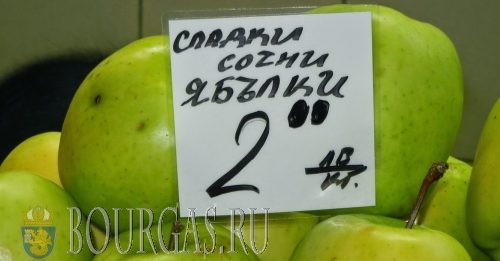 СЛАДКИ
СОЧНИ
ЯБЪЛКИ
2 00 ЛВ/КГ.
BOURGAS.RU